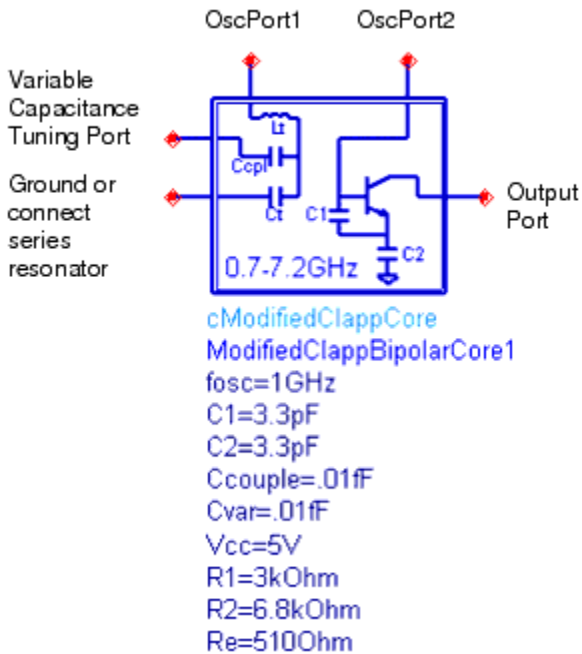 OscPort1 OscPort2
Variable
Capacitance
Tuning Port
Ground or
connect
series
resonator
Lt
Ccpl
Ct
C1
C2
0.7-7.2GHz
Output
Port
cModifiedClappCore
ModifiedClappBipolarCore1
fosc=1GHz
C1=3.3pF
C2=3.3pF
Ccouple=.01fF
Cvar=.01fF
Vcc=5V
R1=3kOhm
R2=6.8kOhm
Re=510Ohm